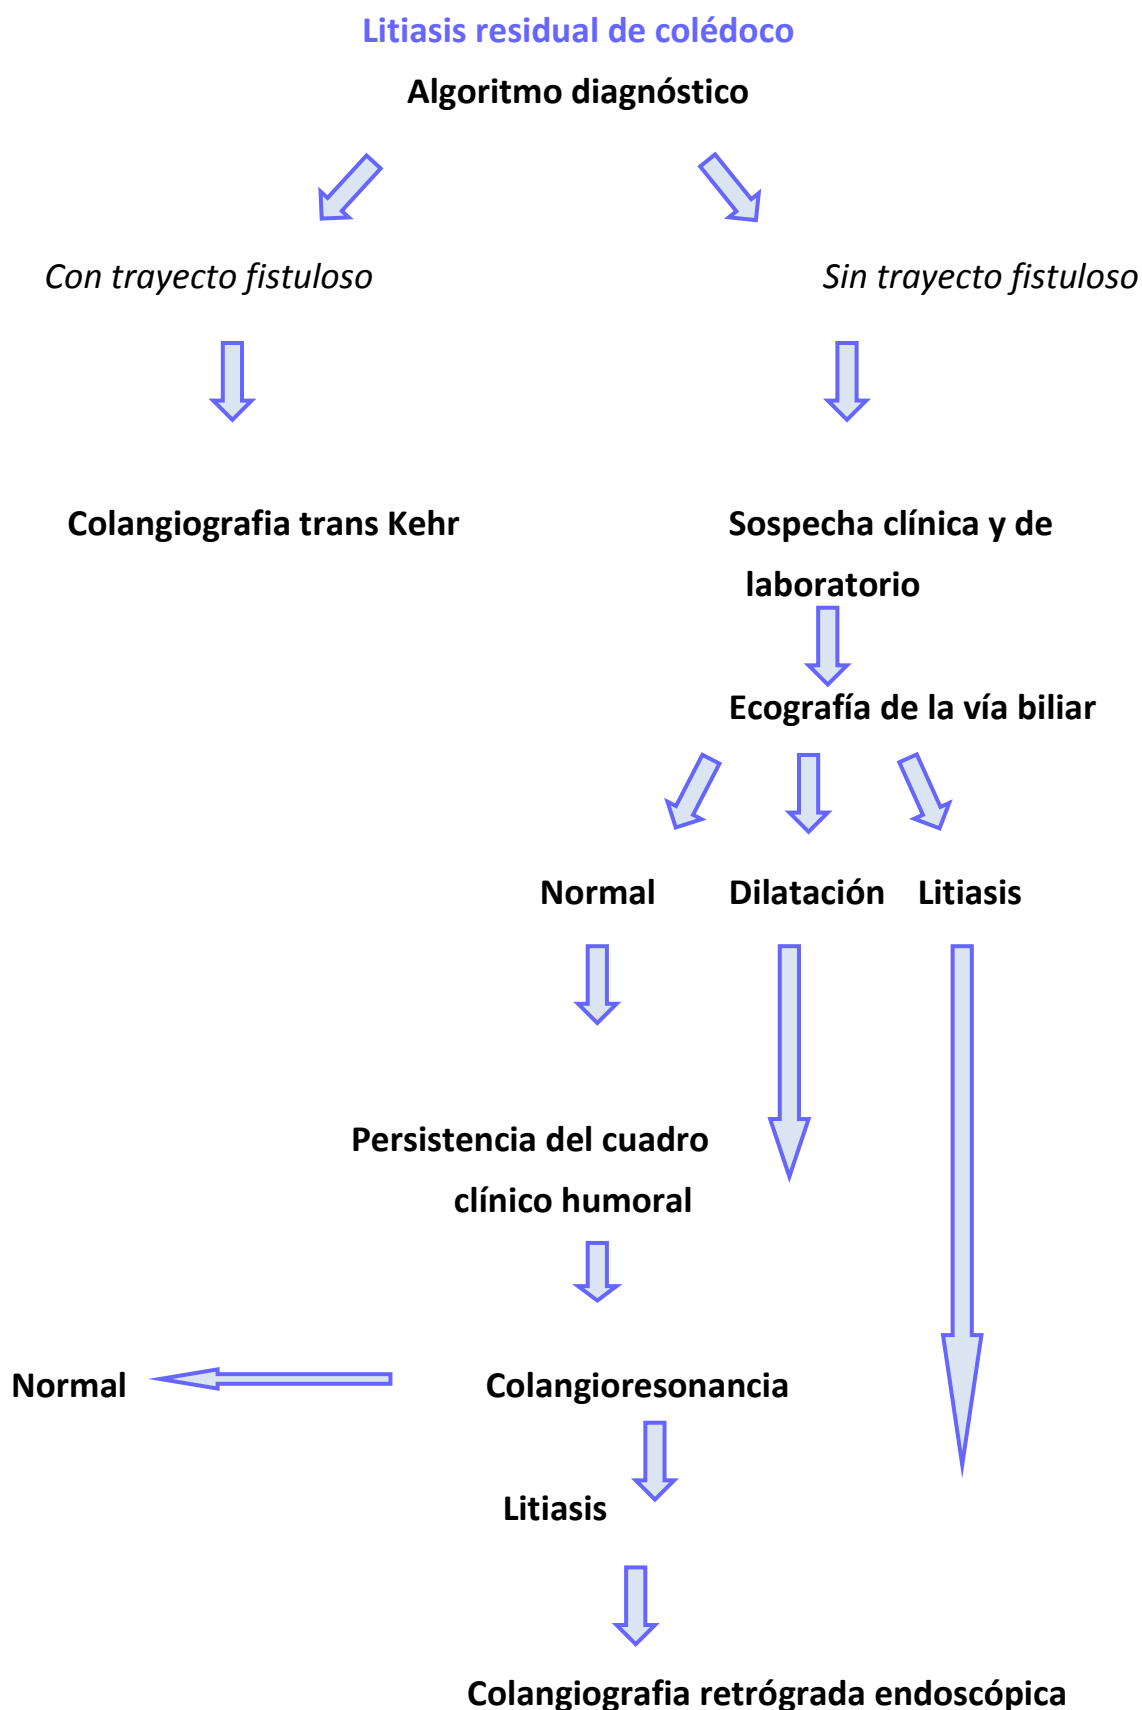 Litiasis residual de colédoco
Algoritmo diagnóstico
Con trayecto fistuloso
Sin trayecto fistuloso
Colangiografia trans Kehr
Sospecha clínica y de
laboratorio
Ecografía de la vía biliar
Normal
Dilatación
Litiasis
Persistencia del cuadro
clínico humoral
Normal
Colangioresonancia
Litiasis
Colangiografia retrógrada endoscópica